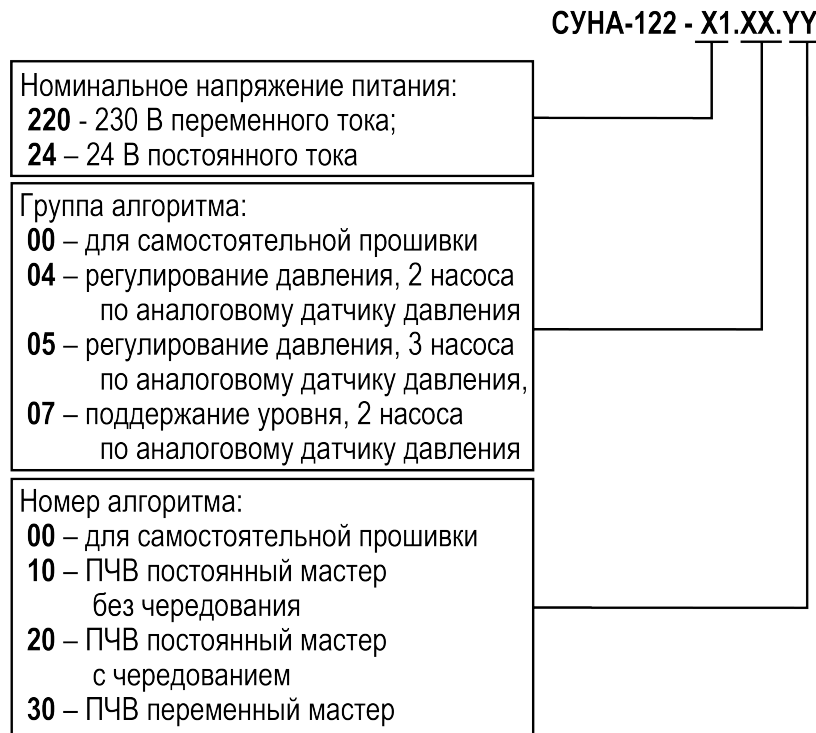 СУНА-122 - X1.XX.YY
Номинальное напряжение питания:
220 - 230 В переменного тока;
24 – 24 В постоянного тока
Группа алгоритма:
00 – для самостоятельной прошивки
04 – регулирование давления, 2 насоса
по аналоговому датчику давления
05 – регулирование давления, 3 насоса
по аналоговому датчику давления,
07 – поддержание уровня, 2 насоса
по аналоговому датчику давления
Номер алгоритма:
00 – для самостоятельной прошивки
10 – ПЧВ постоянный мастер
без чередования
20 – ПЧВ постоянный мастер
с чередованием
30 – ПЧВ переменный мастер